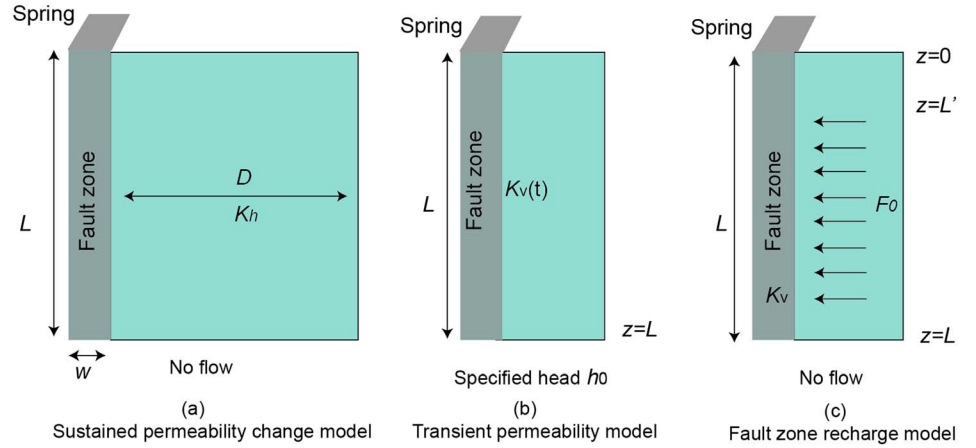 Spring
L
Fault zone
D
Kh
w
No flow
(a)
Sustained permeability change model
Spring
L
Fault zone
Kv(t)
z=L
Specified head h0
(b)
Transient permeability model
Spring
z=0
z=L’
L
Fault zone
F0
Kv
z=L
No flow
(c)
Fault zone recharge model